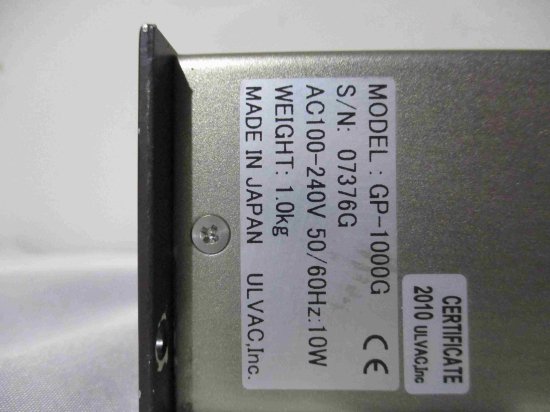 MODEL : GP-1000G
S/N: 07376G
AC100-240V 50/60Hz:10W
WEIGHT: 1.0kg
MADE IN JAPAN ULVAC,Inc.
CE
CERTIFICATE
2010 ULVAC,Inc